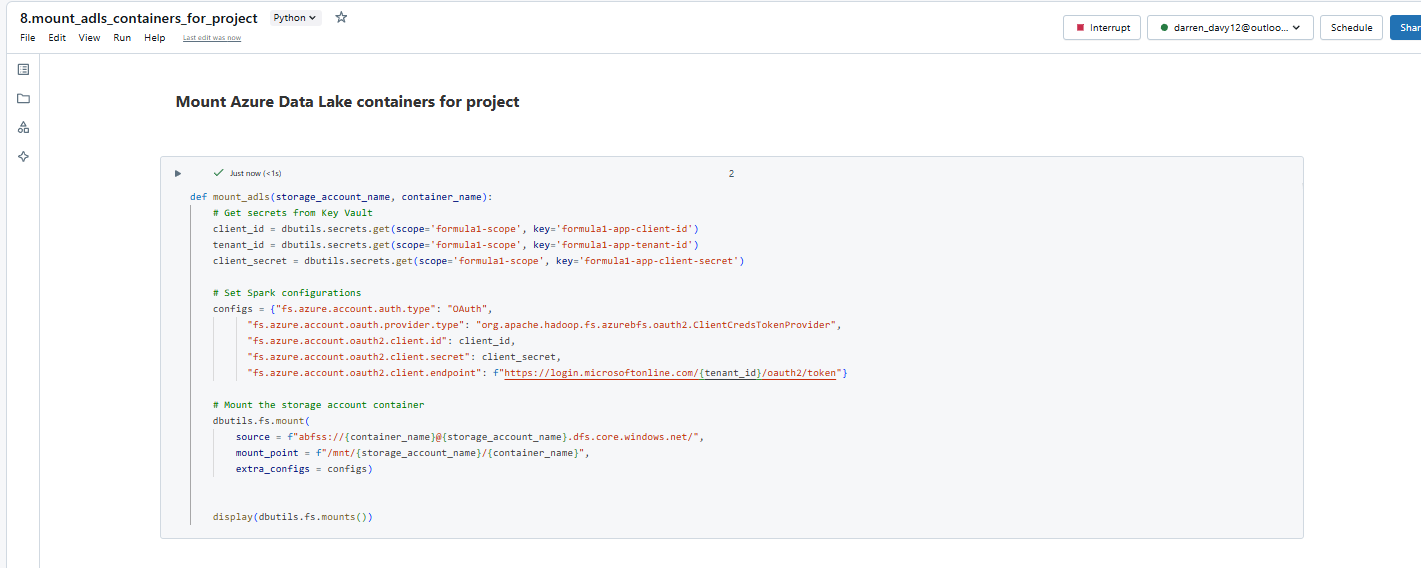 8.mount_adls_containers_for_project Python
File Edit View Run Help Last edit was now
Interrupt darren_davy12@outloo... Schedule Shar
Mount Azure Data Lake containers for project
Just now (<1s) 2
def mount_adls(storage_account_name, container_name):
# Get secrets from Key Vault
client_id = dbutils.secrets.get(scope='formula1-scope', key='formula1-app-client-id')
tenant_id = dbutils.secrets.get(scope='formula1-scope', key='formula1-app-tenant-id')
client_secret = dbutils.secrets.get(scope='formula1-scope', key='formula1-app-client-secret')
# Set Spark configurations
configs = {"fs.azure.account.auth.type": "OAuth",
"fs.azure.account.oauth.provider.type": "org.apache.hadoop.fs.azurebfs.oauth2.ClientCredsTokenProvider",
"fs.azure.account.oauth2.client.id": client_id,
"fs.azure.account.oauth2.client.secret": client_secret,
"fs.azure.account.oauth2.client.endpoint": f"https://login.microsoftonline.com/{tenant_id}/oauth2/token"}
# Mount the storage account container
dbutils.fs.mount(
source = f"abfss://{container_name}@{storage_account_name}.dfs.core.windows.net/",
mount_point = f"/mnt/{storage_account_name}/{container_name}",
extra_configs = configs)
display(dbutils.fs.mounts())